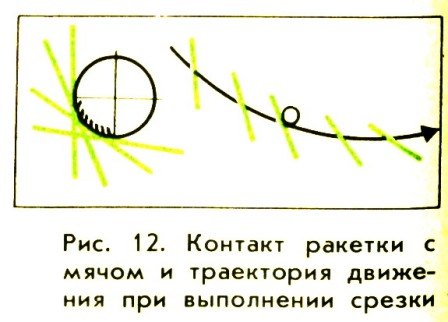 Рис. 12. Контакт ракетки с
мячом и траектория движе-
ния при выполнении срезки